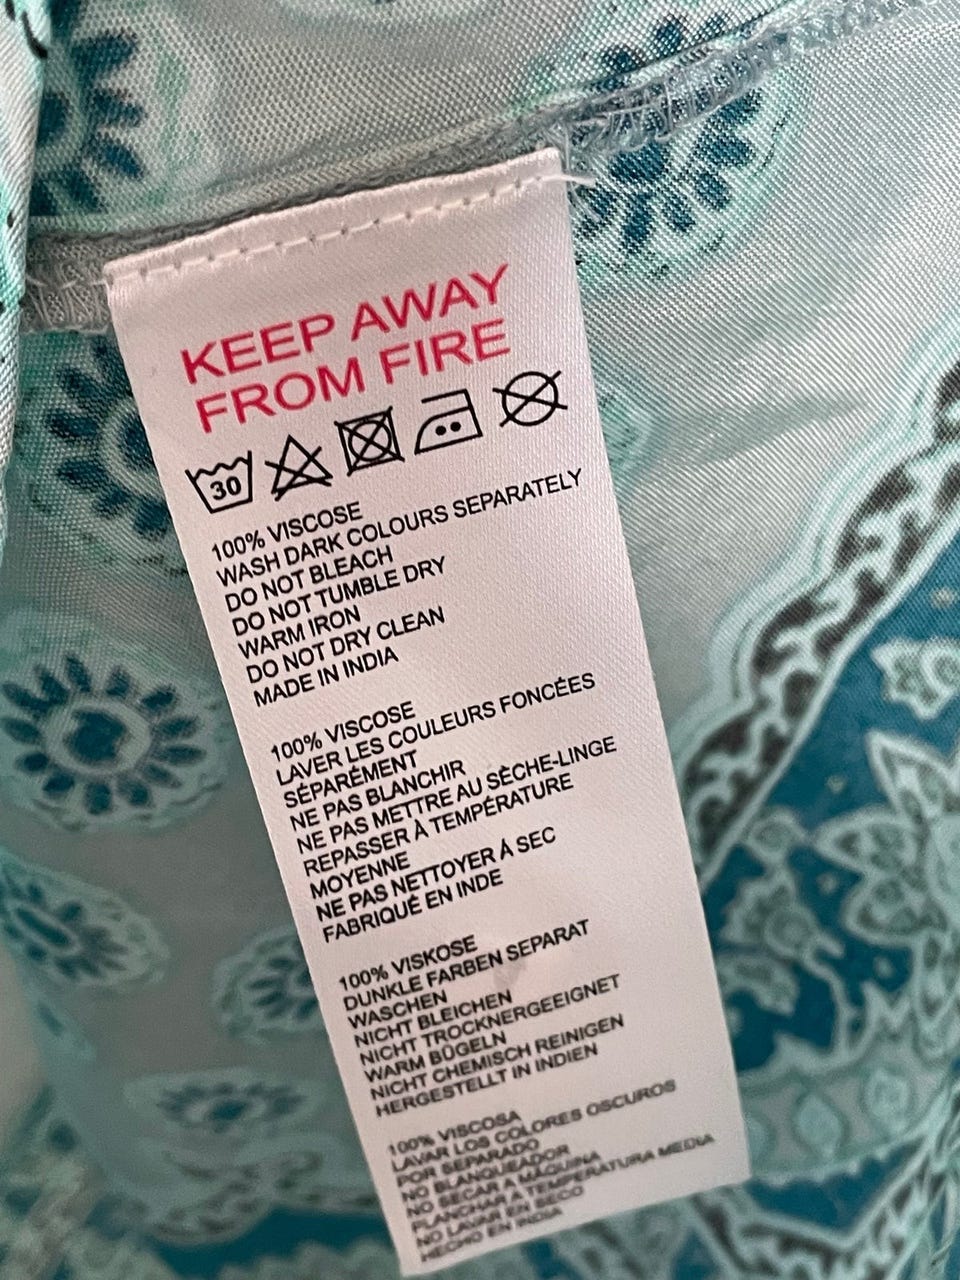 KEEP AWAY
FROM FIRE
30
100% VISCOSE
WASH DARK COLOURS SEPARATELY
DO NOT BLEACH
DO NOT TUMBLE DRY
WARM IRON
DO NOT DRY CLEAN
MADE IN INDIA
100% VISCOSE
LAVER LES COULEURS FONCÉES
SÉPARÉMENT
NE PAS BLANCHIR
NE PAS METTRE AU SÈCHE-LINGE
REPASSER À TEMPÉRATURE
MOYENNE
NE PAS NETTOYER À SEC
FABRIQUÉ EN INDE
100% VISKOSE
DUNKLE FARBEN SEPARAT
WASCHEN
NICHT BLEICHEN
NICHT TROCKNERGEEIGNET
WARM BÜGELN
NICHT CHEMISCH REINIGEN
HERGESTELLT IN INDIEN
100% VISCOSA
LAVAR LOS COLORES OSCUROS
POR SEPARADO
NO BLANQUEADOR
NO SECAR A MÁQUINA
PLANCHAR A TEMPERATURA MEDIA
NO LAVAR EN SECO
HECHO EN INDIA